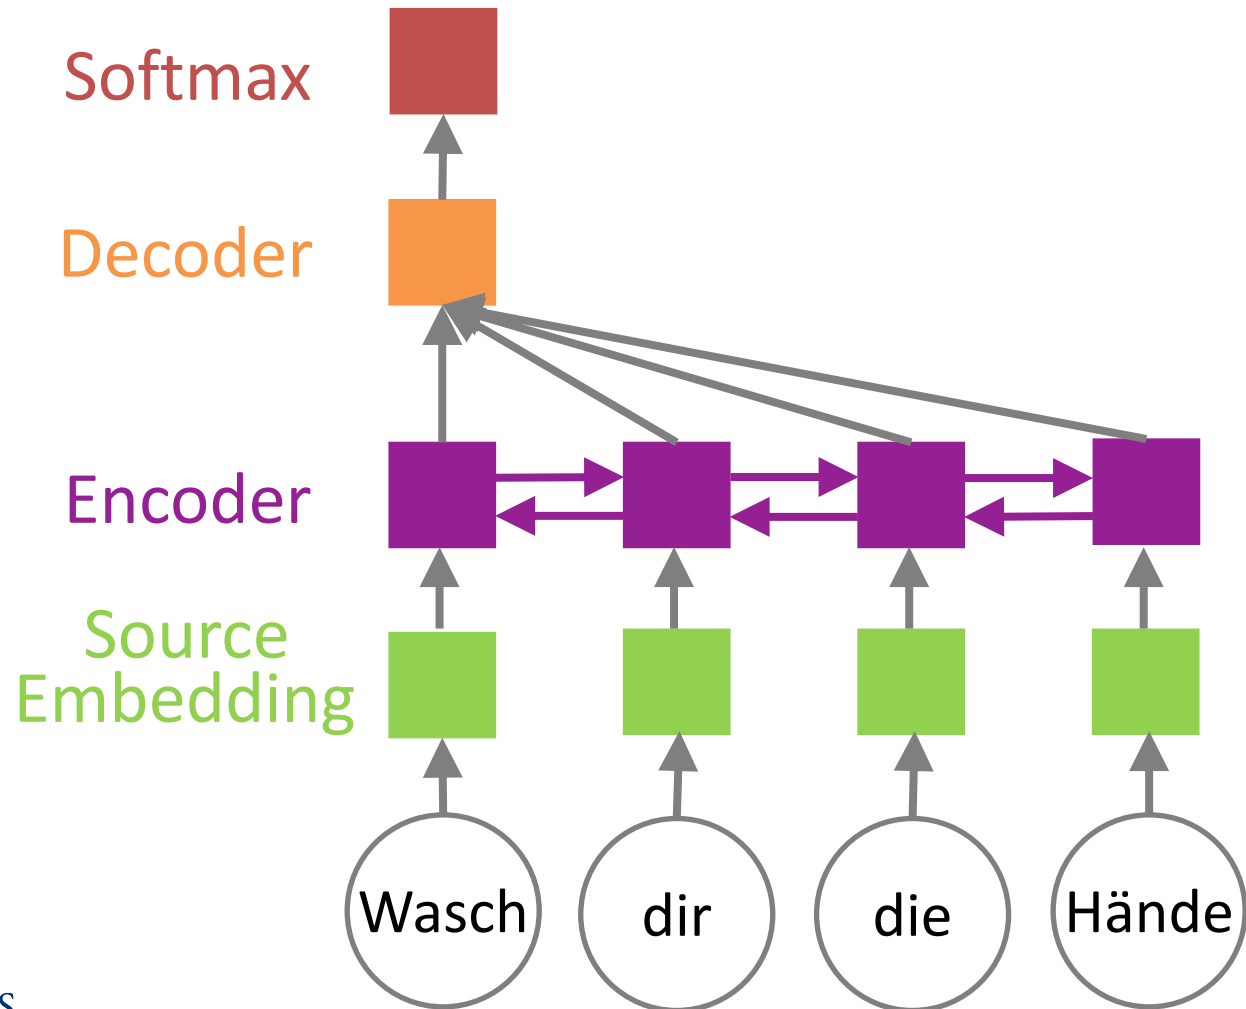 Softmax
Decoder
Encoder
Source
Embedding
Wasch dir die Hände
s